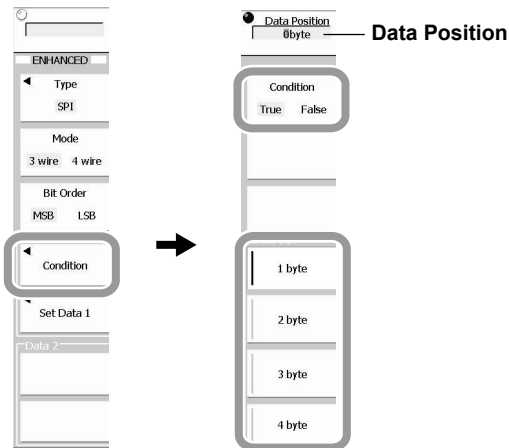 ENHANCED
Type
SPI
Mode
3 wire 4 wire
Bit Order
MSB LSB
Condition
Set Data 1
Data 2
Data Position
0byte
Data Position
Condition
True False
1 byte
2 byte
3 byte
4 byte